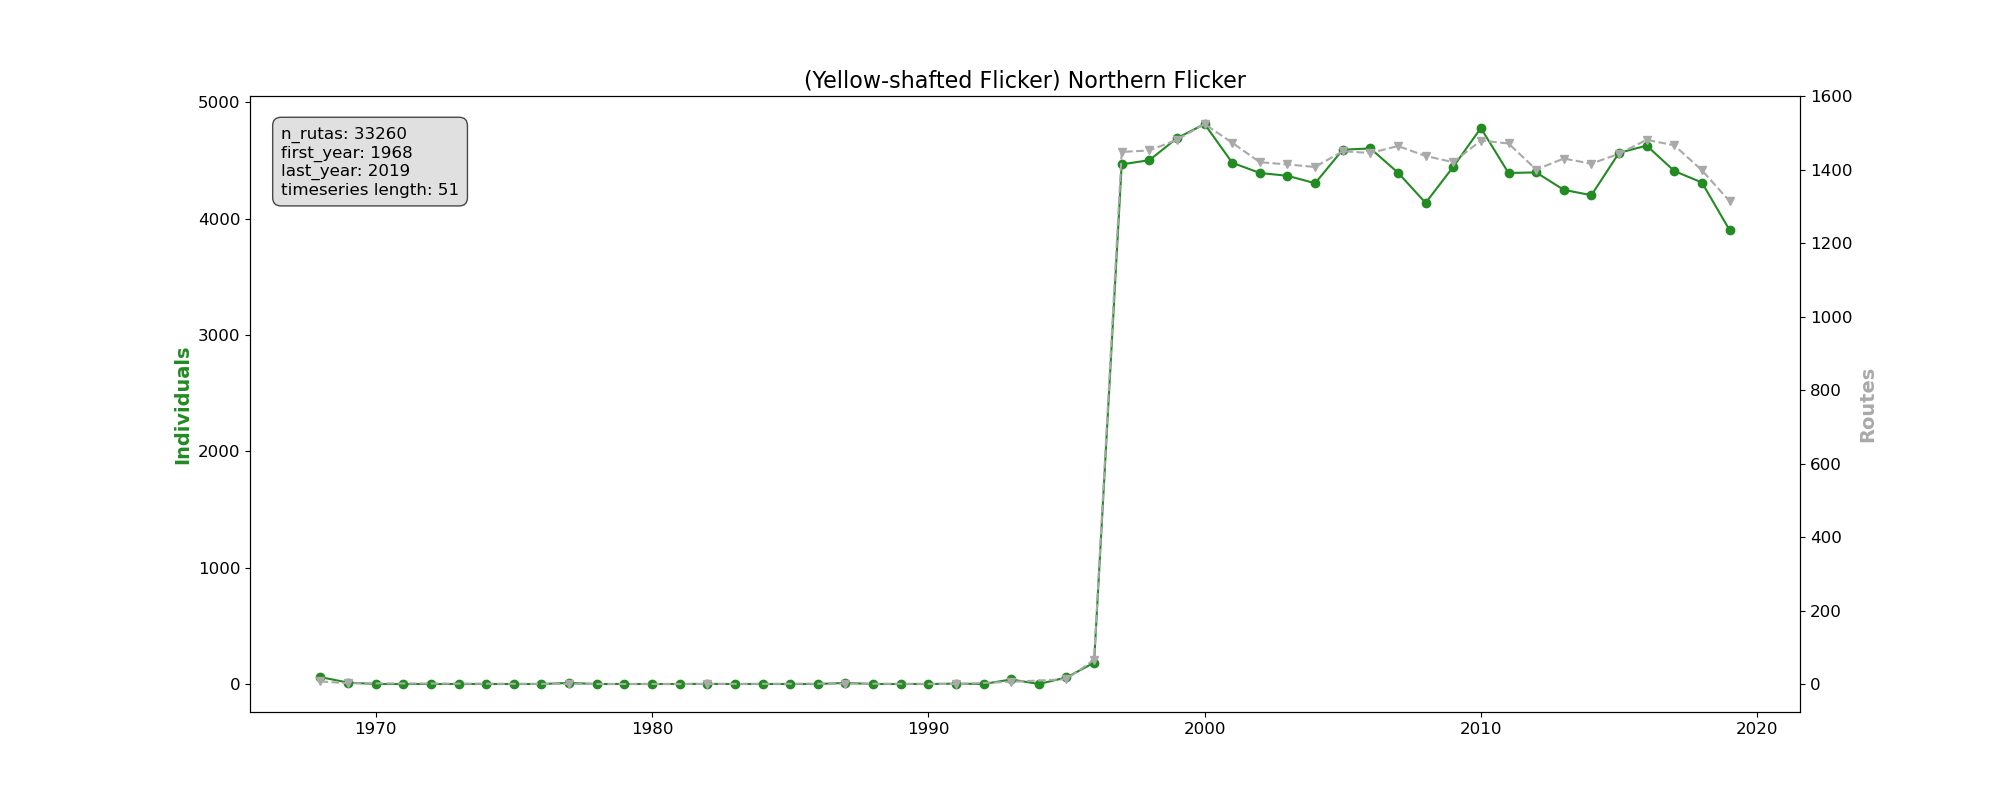 (Yellow-shafted Flicker) Northern Flicker
n_rutas: 33260
first_year: 1968
last_year: 2019
timeseries length: 51
Individuals
5000
4000
3000
2000
1000
0
1600
1400
1200
1000
800
600
400
200
0
Routes
1970 1980 1990 2000 2010 2020